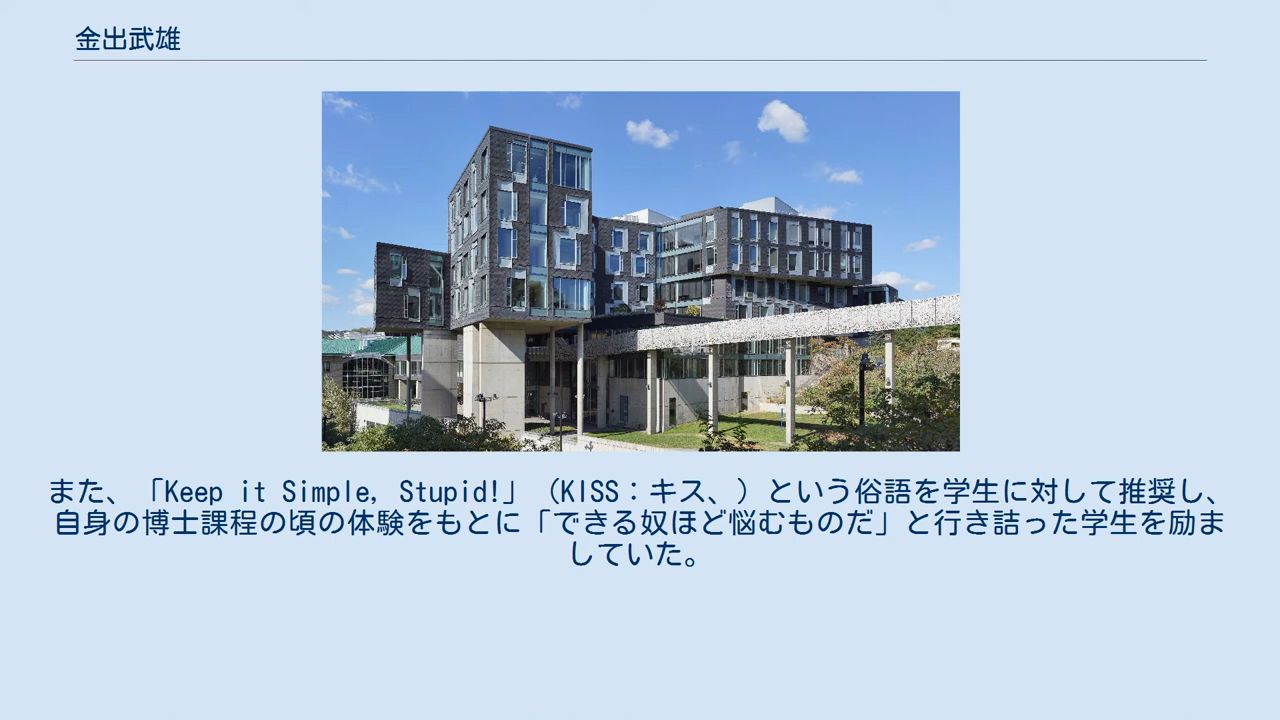 金出武雄
また、「Keep it Simple, Stupid!」（KISS：キス、）という俗語を学生に対して推奨し、
自身の博士課程の頃の体験をもとに「できる奴ほど悩むものだ」と行き詰った学生を励ま
していた。